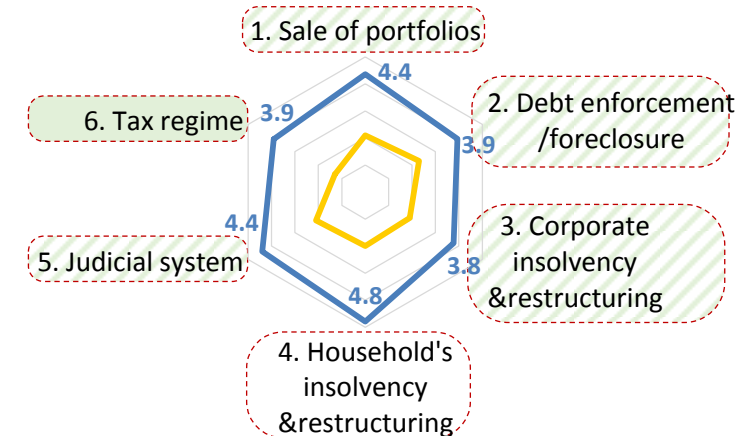 1. Sale of portfolios
4.4
2. Debt enforcement
/foreclosure
3.9
3. Corporate
insolvency
&restructuring
3.8
4.8
4. Household's
insolvency
&restructuring
4.4
5. Judicial system
3.9
6. Tax regime